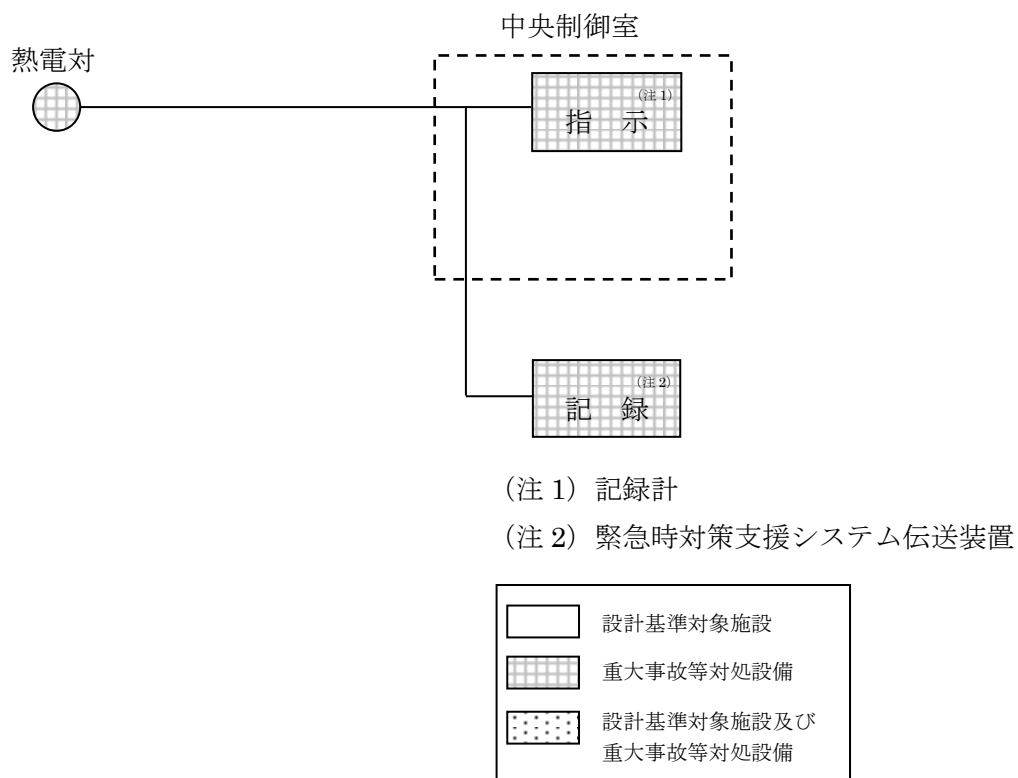 中央制御室
熱電対
(注1)
指 示
(注2)
記 録
（注 1）記録計
（注 2）緊急時対策支援システム伝送装置
設計基準対象施設
重大事故等対処設備
設計基準対象施設及び
重大事故等対処設備